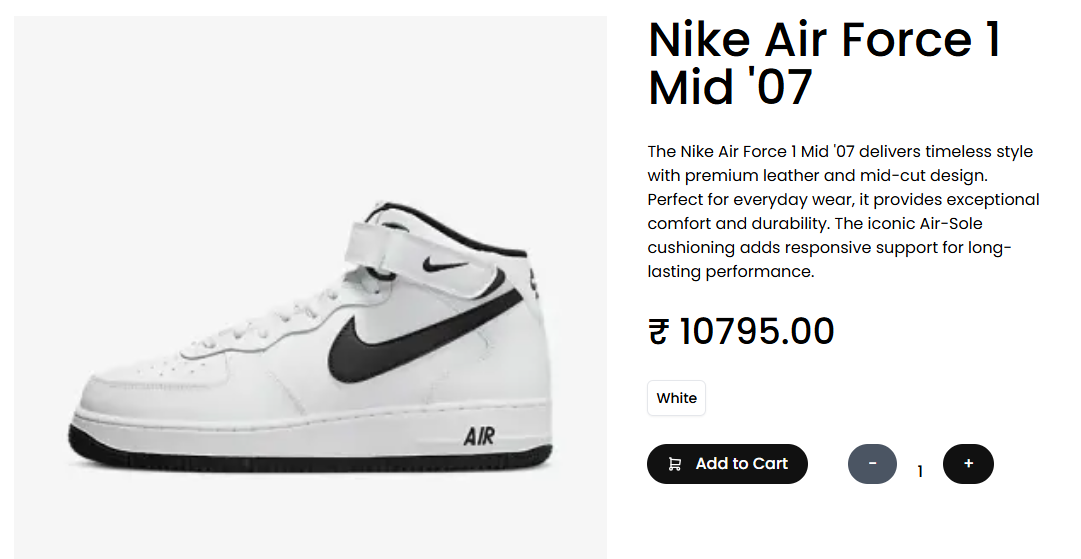 Nike Air Force 1
Mid '07
The Nike Air Force 1 Mid '07 delivers timeless style
with premium leather and mid-cut design.
Perfect for everyday wear, it provides exceptional
comfort and durability. The iconic Air-Sole
cushioning adds responsive support for long-
lasting performance.
₹ 10795.00
White
Add to Cart
-
1
+
AIR